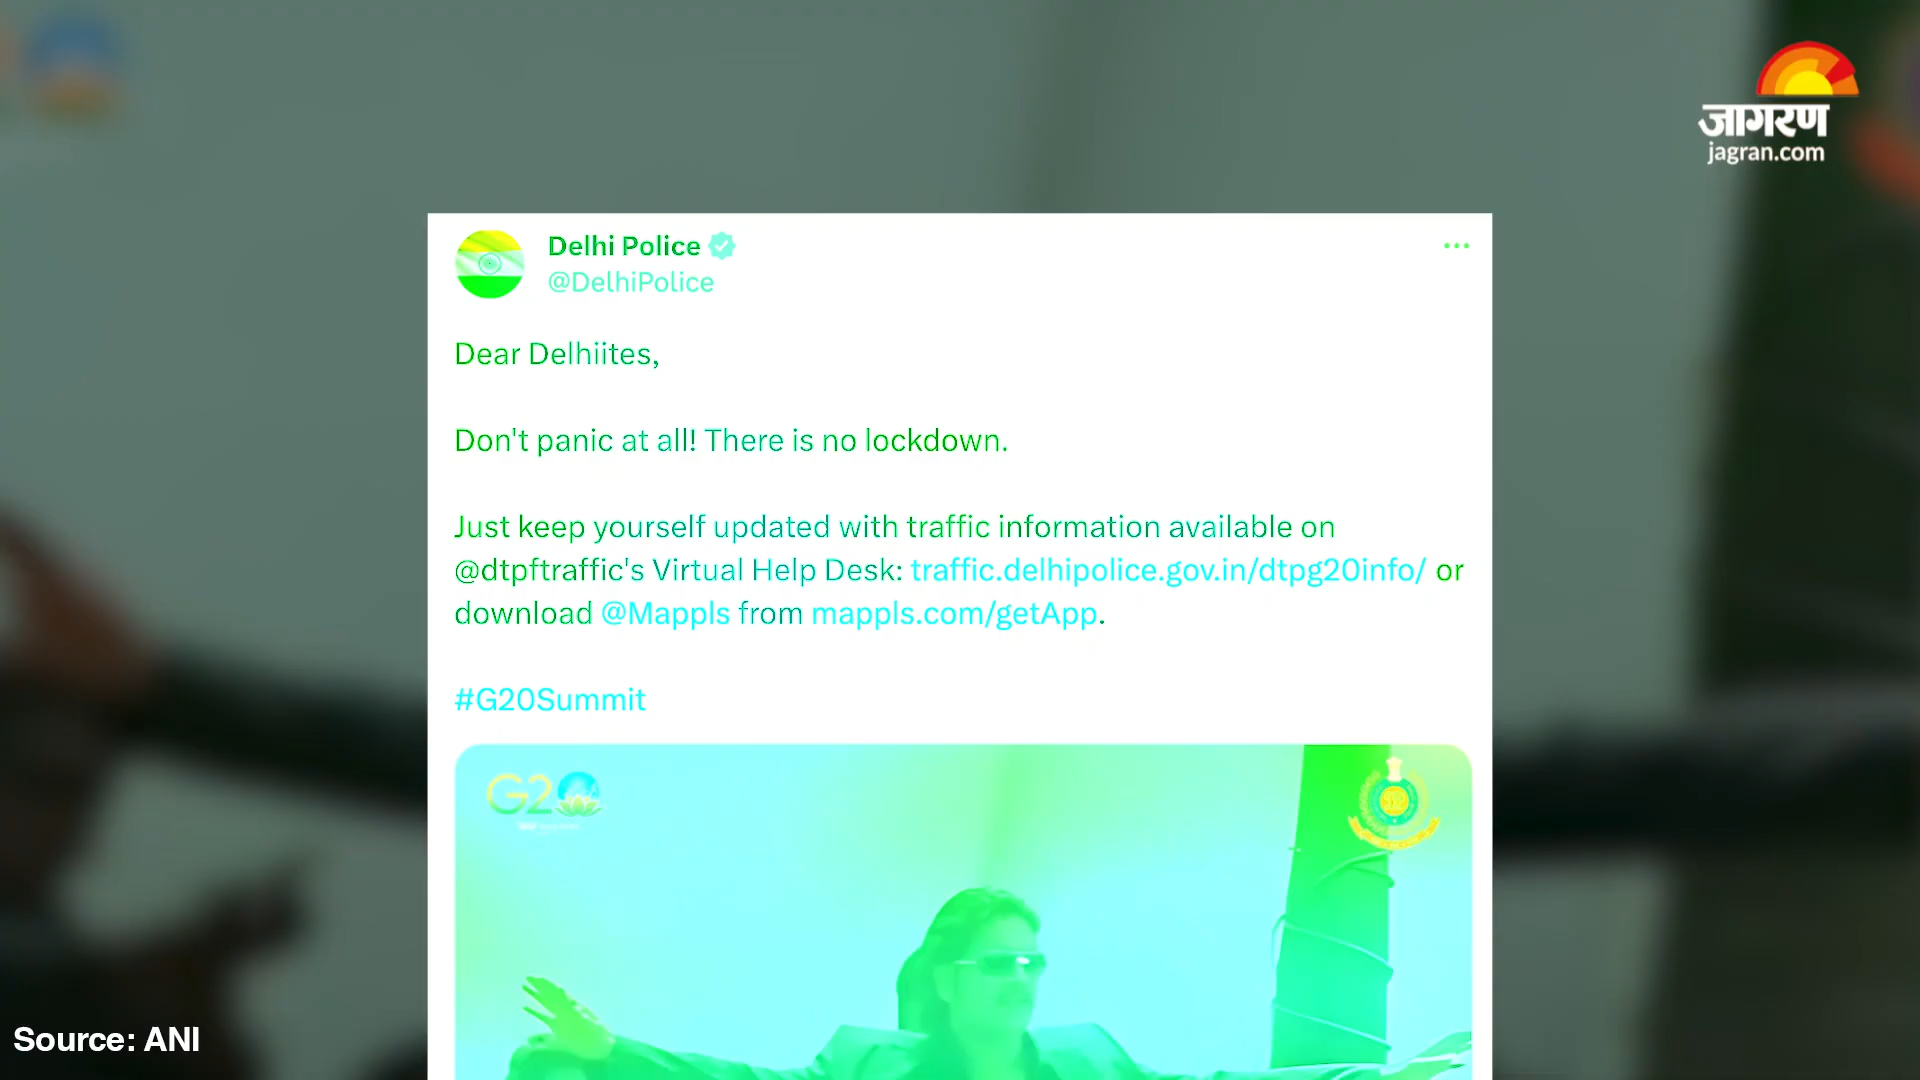 जागरण
jagran.com
Delhi Police
@DelhiPolice
Dear Delhiites,
Don't panic at all! There is no lockdown.
Just keep yourself updated with traffic information available on
@dtpftraffic's Virtual Help Desk: traffic.delhipolice.gov.in/dtpg20info/ or
download @Mappls from mappls.com/getApp.
#G20Summit
G20
Source: ANI